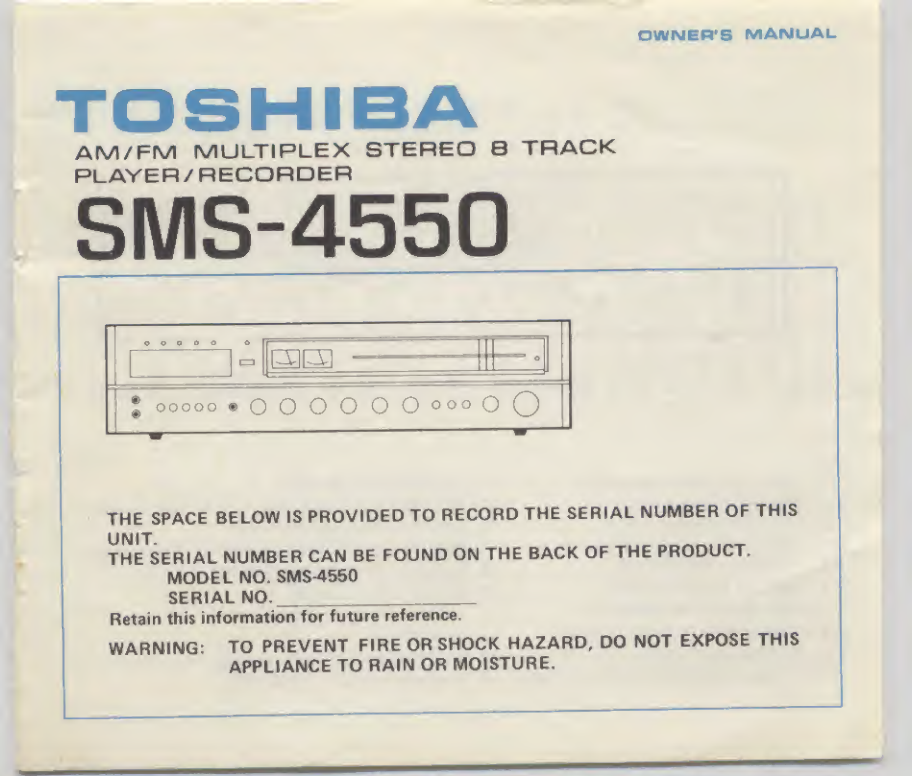 OWNER'S MANUAL
TOSHIBA
AM/FM MULTIPLEX STEREO 8 TRACK
PLAYER/RECORDER
SMS-4550
THE SPACE BELOW IS PROVIDED TO RECORD THE SERIAL NUMBER OF THIS
UNIT.
THE SERIAL NUMBER CAN BE FOUND ON THE BACK OF THE PRODUCT.
MODEL NO. SMS-4550
SERIAL NO.
Retain this information for future reference.
WARNING: TO PREVENT FIRE OR SHOCK HAZARD, DO NOT EXPOSE THIS
APPLIANCE TO RAIN OR MOISTURE.